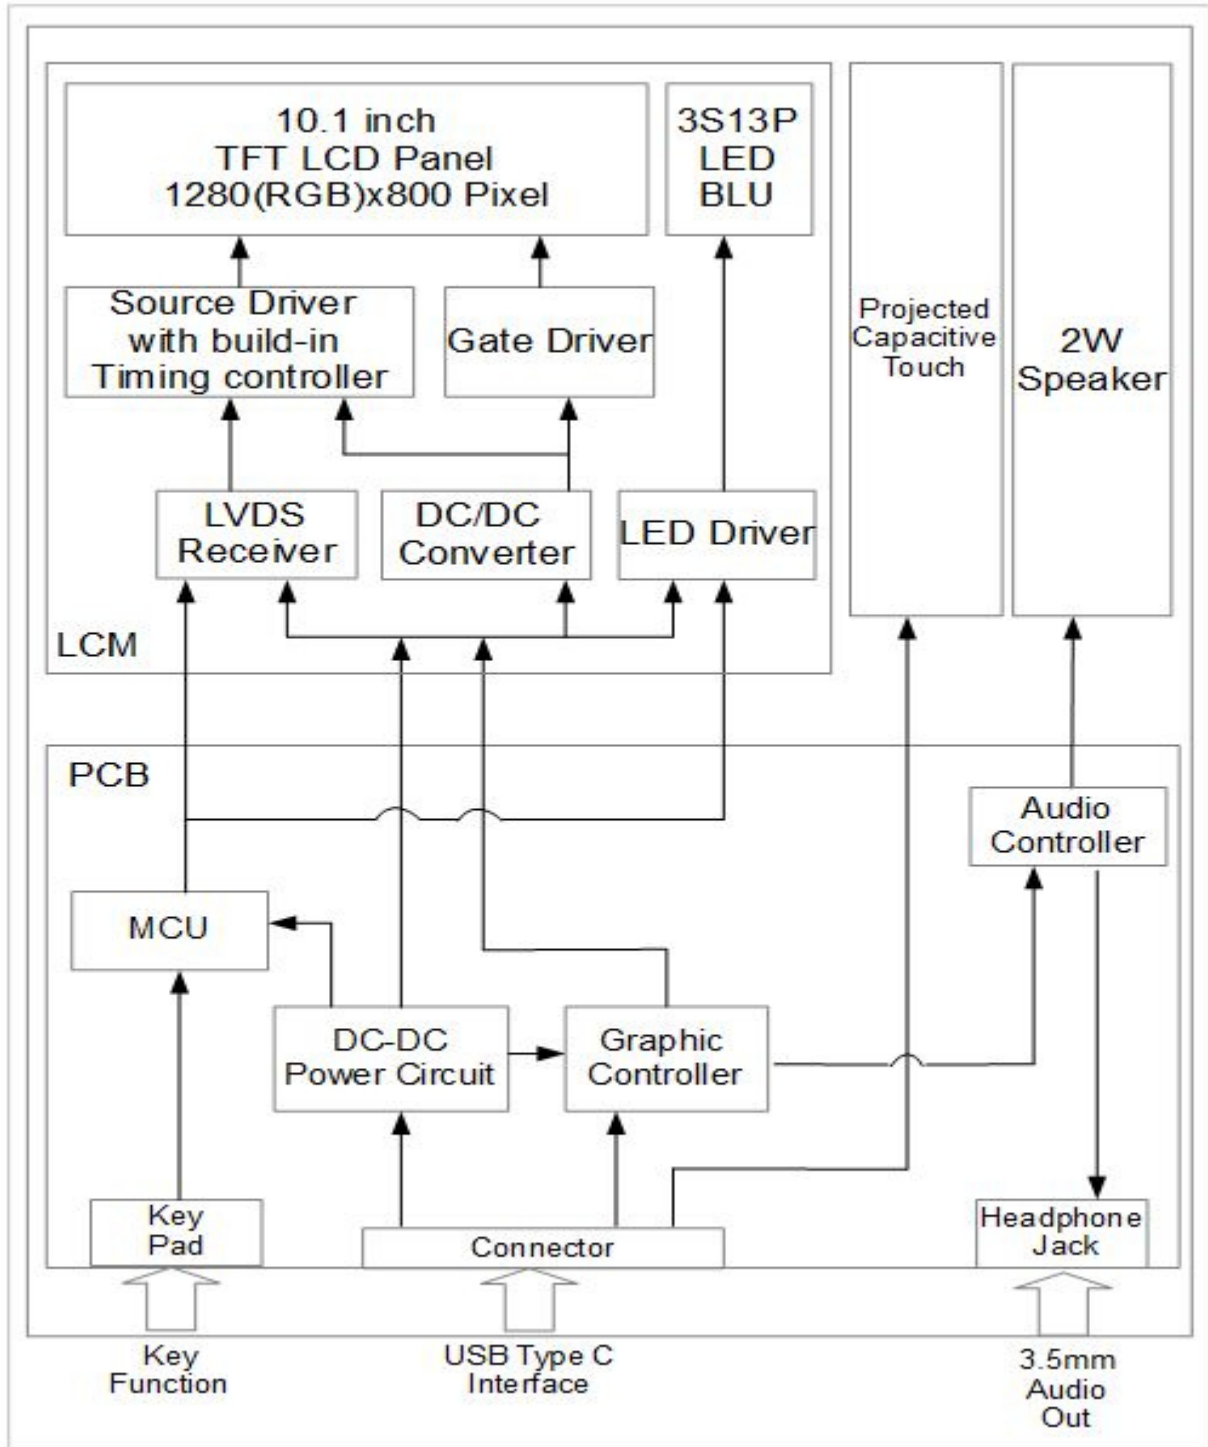 10.1 inch
TFT LCD Panel
1280(RGB)x800 Pixel
3S13P
LED
BLU
Source Driver
with build-in
Timing controller
Gate Driver
Projected
Capacitive
Touch
2W
Speaker
LVDS
Receiver
DC/DC
Converter
LED Driver
LCM
PCB
Audio
Controller
MCU
DC-DC
Power Circuit
Graphic
Controller
Key
Pad
Connector
Headphone
Jack
Key
Function
USB Type C
Interface
3.5mm
Audio
Out